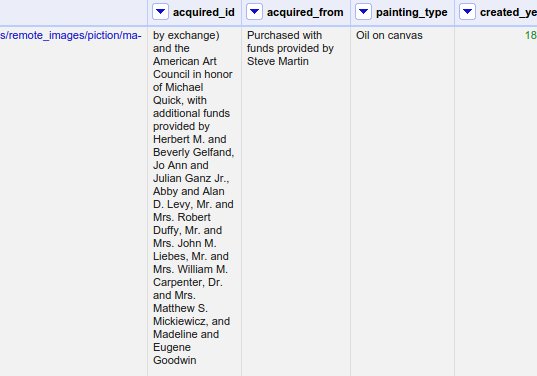 acquired_id acquired_from painting_type created_ye
s/remote_images/piction/ma-
by exchange)
and the
American Art
Council in honor
of Michael
Quick, with
additional funds
provided by
Herbert M. and
Beverly Gelfand,
Jo Ann and
Julian Ganz Jr.,
Abby and Alan
D. Levy, Mr. and
Mrs. Robert
Duffy, Mr. and
Mrs. John M.
Liebes, Mr. and
Mrs. William M.
Carpenter, Dr.
and Mrs.
Matthew S.
Mickiewicz, and
Madeline and
Eugene
Goodwin
Purchased with
funds provided by
Steve Martin
Oil on canvas
18